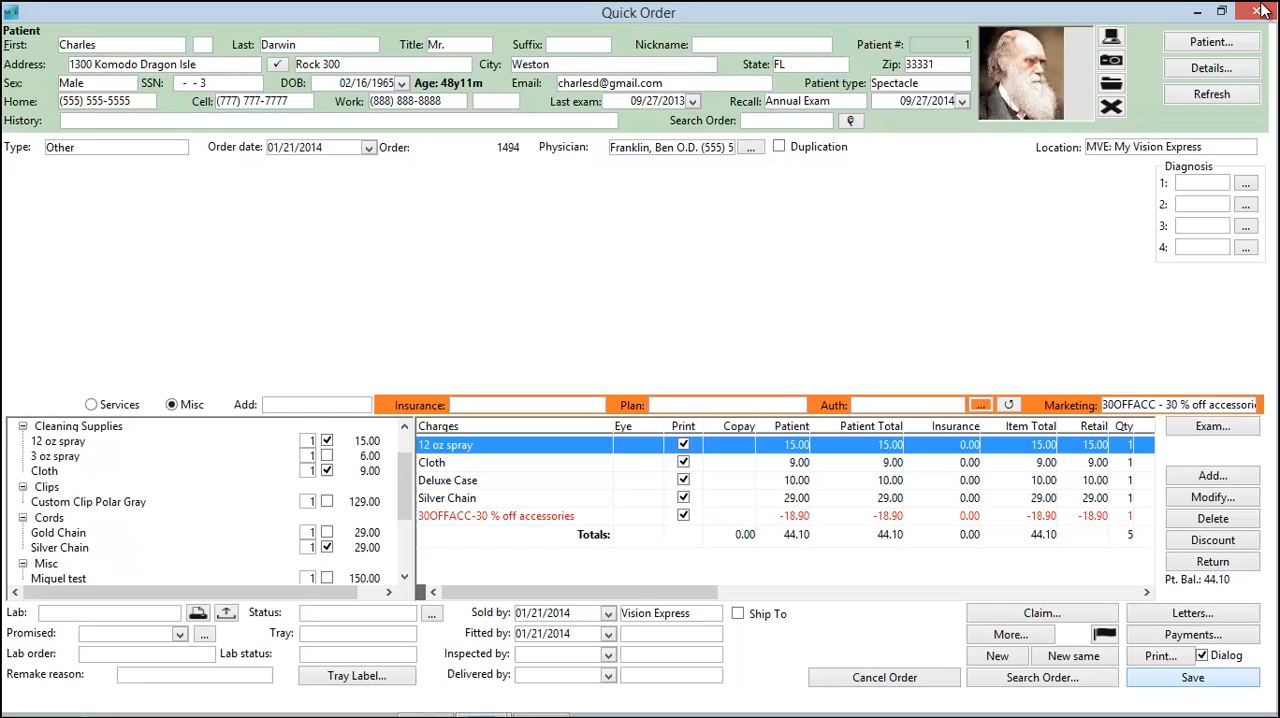 Quick Order
Patient
First: Charles Last: Darwin Title: Mr. Suffix: Nickname: Patient #: 1 Patient...
Address: 1300 Komodo Dragon Isle Rock 300 City: Weston State: FL Zip: 33331 Details...
Sex: Male SSN: - - 3 DOB: 02/16/1965 Age: 48y11m Email: charlesd@gmail.com Patient type: Spectacle
Home: (555) 555-5555 Cell: (777) 777-7777 Work: (888) 888-8888 Last exam: 09/27/2013 Recall: Annual Exam 09/27/2014 Refresh
History: Search Order:
Type: Other Order date: 01/21/2014 Order: 1494 Physician: Franklin, Ben O.D. (555) 5 ... Duplication Location: MVE: My Vision Express
Diagnosis
1: ...
2: ...
3: ...
4: ...
Services Misc Add: Insurance: Plan: Auth: ... Marketing: 30OFFACC - 30 % off accessori
Cleaning Supplies
12 oz spray 1 15.00
3 oz spray 1 6.00
Cloth 1 9.00
Clips
Custom Clip Polar Gray 1 129.00
Cords
Gold Chain 1 29.00
Silver Chain 1 29.00
Misc
Miquel test 1 150.00
Charges Eye Print Copay Patient Patient Total Insurance Item Total Retail Qty
12 oz spray 15.00 15.00 0.00 15.00 15.00 1
Cloth 9.00 9.00 0.00 9.00 9.00 1
Deluxe Case 10.00 10.00 0.00 10.00 10.00 1
Silver Chain 29.00 29.00 0.00 29.00 29.00 1
30OFFACC-30 % off accessories -18.90 -18.90 0.00 -18.90 -18.90 1
Totals: 0.00 44.10 44.10 0.00 44.10 5
Exam...
Add...
Modify...
Delete
Discount
Return
Pt. Bal.: 44.10
Lab: Status: ... Sold by: 01/21/2014 Vision Express Ship To Claim... Letters...
Promised: ... Tray: Fitted by: 01/21/2014 More... Payments...
Lab order: Lab status: Inspected by: New New same Print... Dialog
Remake reason: Tray Label... Delivered by: Cancel Order Search Order... Save